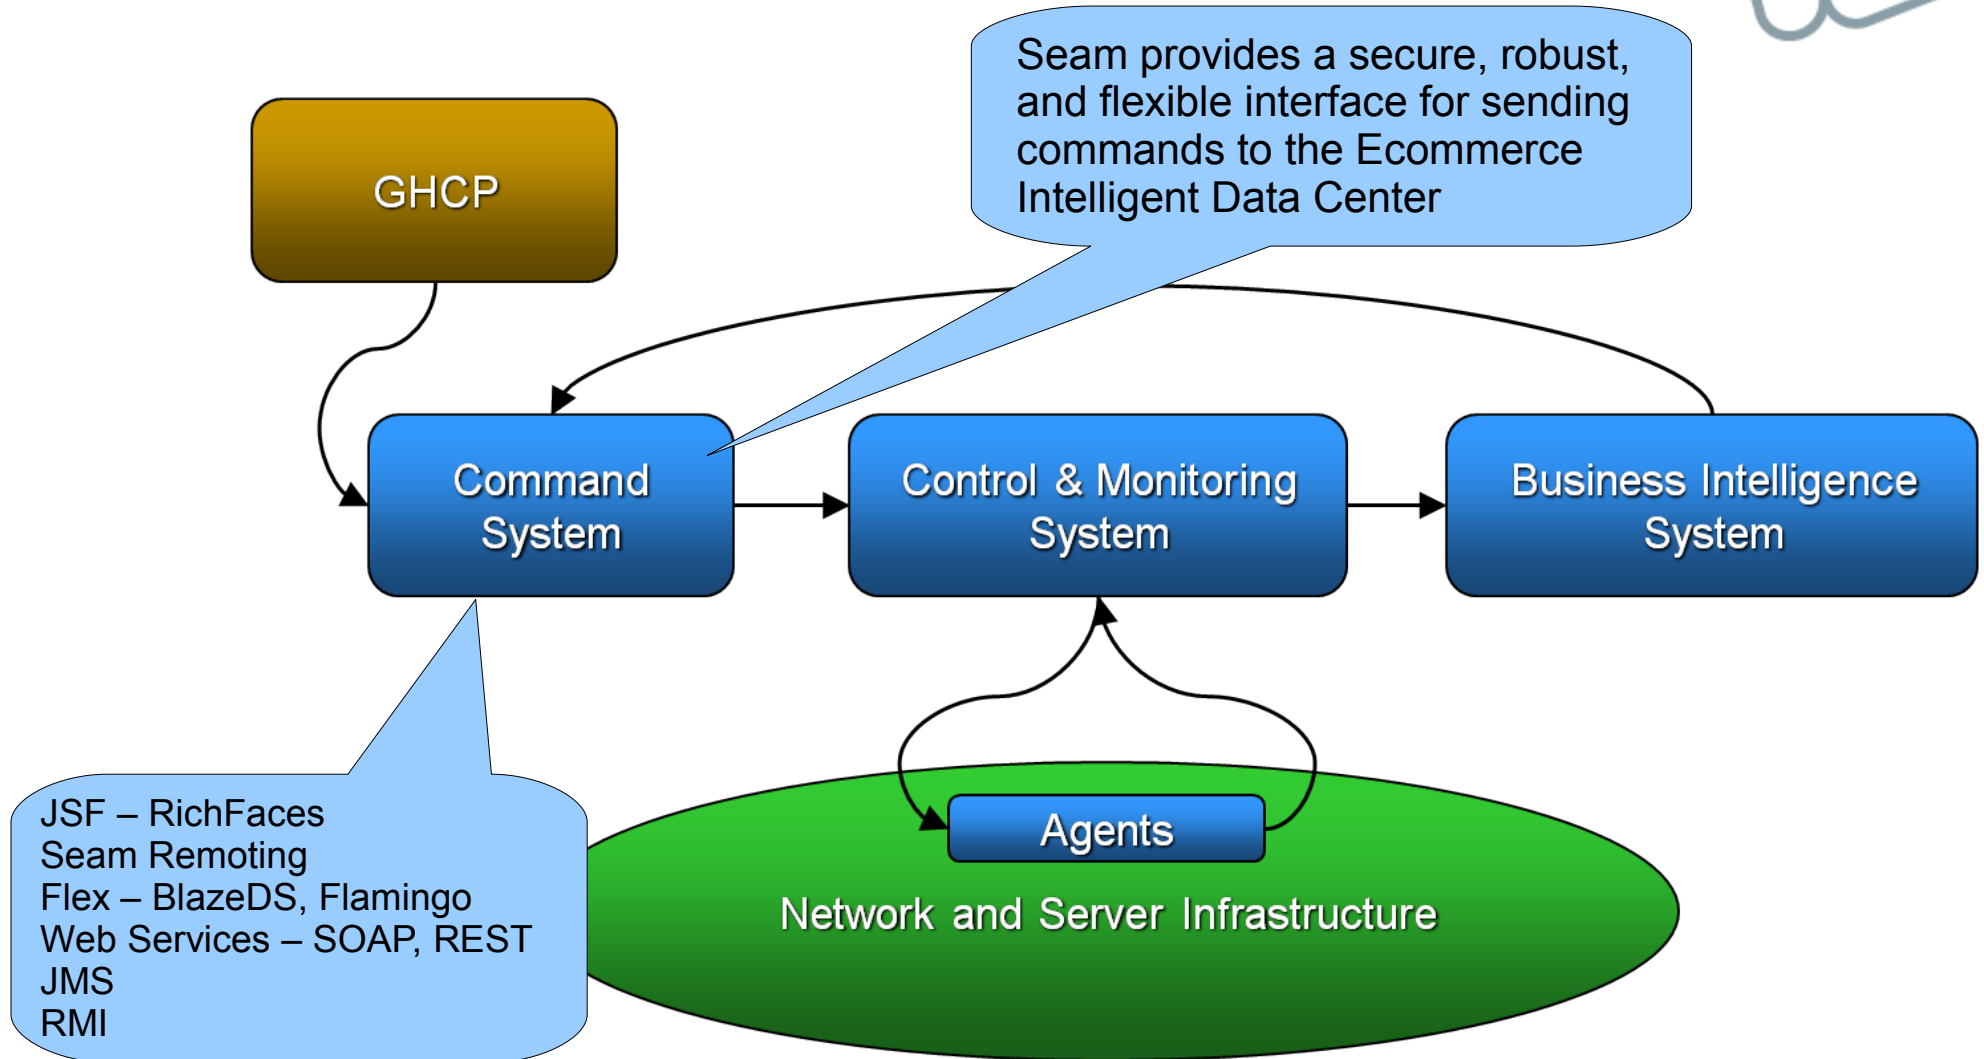 Seam provides a secure, robust,
and flexible interface for sending
commands to the Ecommerce
Intelligent Data Center
GHCP
Command
System
Control & Monitoring
System
Business Intelligence
System
JSF – RichFaces
Seam Remoting
Flex – BlazeDS, Flamingo
Web Services – SOAP, REST
JMS
RMI
Agents
Network and Server Infrastructure